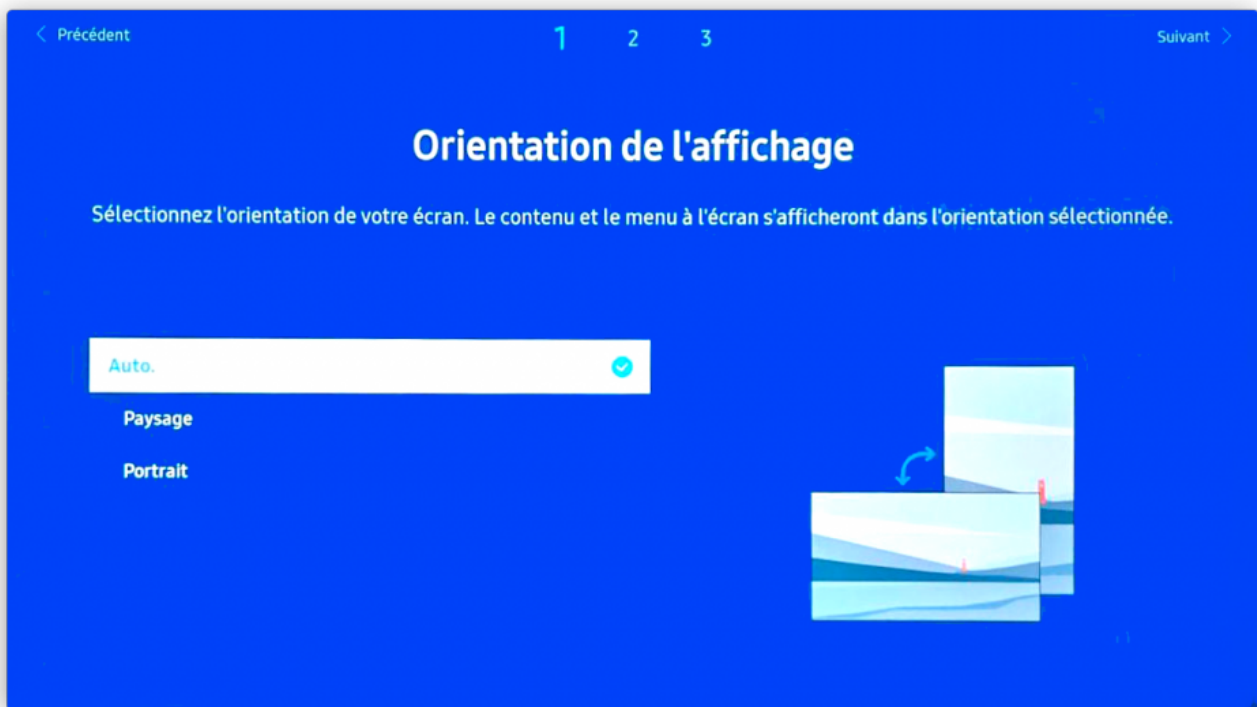 Précédent
1 2 3
Suivant
Orientation de l'affichage
Sélectionnez l'orientation de votre écran. Le contenu et le menu à l'écran s'afficheront dans l'orientation sélectionnée.
Auto.
Paysage
Portrait